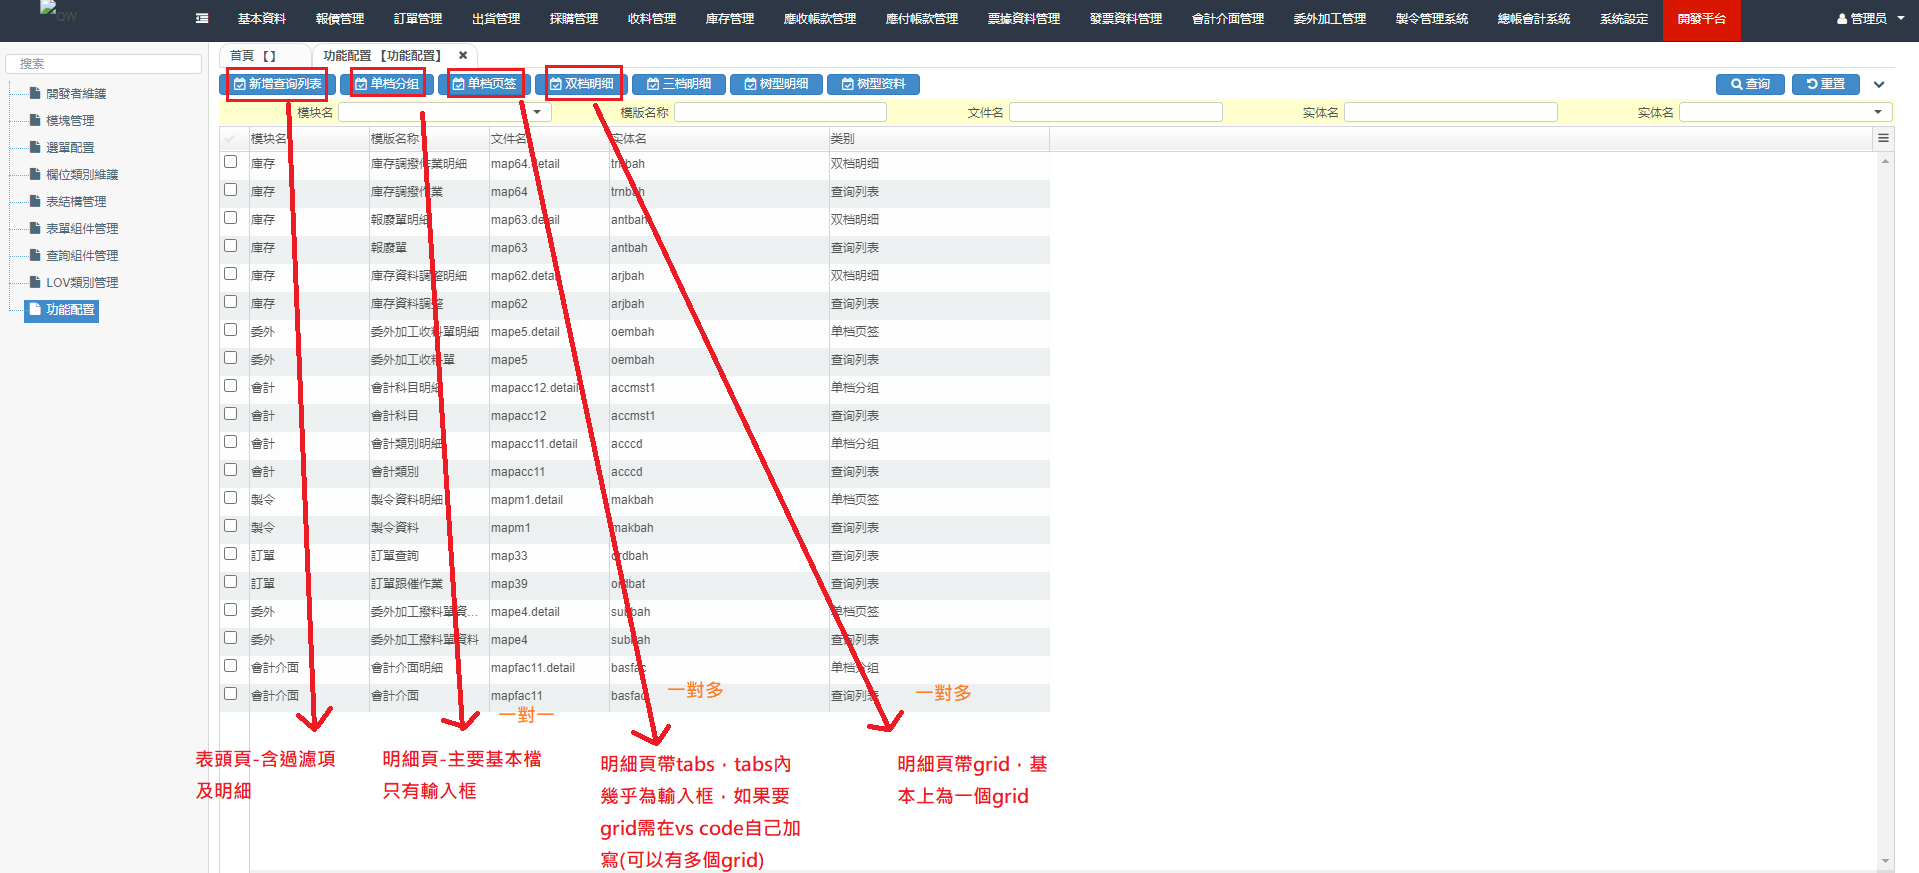 QW
基本資料 報價管理 訂單管理 出貨管理 採購管理 收料管理 庫存管理 應收帳款管理 應付帳款管理 票據資料管理 發票資料管理 會計介面管理 委外加工管理 製令管理系統 總帳會計系統 系統設定 開發平台 管理员
搜索
開發者維護
模塊管理
選單配置
欄位類別維護
表結構管理
表單組件管理
查詢組件管理
LOV類別管理
功能配置
首頁 【 】 功能配置 【功能配置】
新增查询列表 单档分组 单档页签 双档明细 三档明细 树型明细 树型资料 查询 重置
模块名 模版名称 文件名 实体名 实体名
模块名 模版名称 文件名 实体名 类别
庫存 庫存調撥作業明細 map64.detail trnbah 双档明细
庫存 庫存調撥作業 map64 trnbah 查询列表
庫存 報廢單明細 map63.detail antbah 双档明细
庫存 報廢單 map63 antbah 查询列表
庫存 庫存資料調整明細 map62.detail arjbah 双档明细
庫存 庫存資料調整 map62 arjbah 查询列表
委外 委外加工收料單明細 mape5.detail oembah 单档页签
委外 委外加工收料單 mape5 oembah 查询列表
會計 會計科目明細 mapacc12.detail accmst1 单档分组
會計 會計科目 mapacc12 accmst1 查询列表
會計 會計類別明細 mapacc11.detail acccd 单档分组
會計 會計類別 mapacc11 acccd 查询列表
製令 製令資料明細 mapm1.detail makbah 单档页签
製令 製令資料 mapm1 makbah 查询列表
訂單 訂單查詢 map33 ordbah 查询列表
訂單 訂單跟催作業 map39 ordbat 查询列表
委外 委外加工撥料單資... mape4.detail subbah 单档页签
委外 委外加工撥料單資料 mape4 subbah 查询列表
會計介面 會計介面明細 mapfac11.detail basfac 单档分组
會計介面 會計介面 mapfac11 basfac 查询列表
一對一
一對多
一對多
表頭頁-含過濾項
及明細
明細頁-主要基本檔
只有輸入框
明細頁帶tabs，tabs內
幾乎為輸入框，如果要
grid需在vs code自己加
寫(可以有多個grid)
明細頁帶grid，基
本上為一個grid